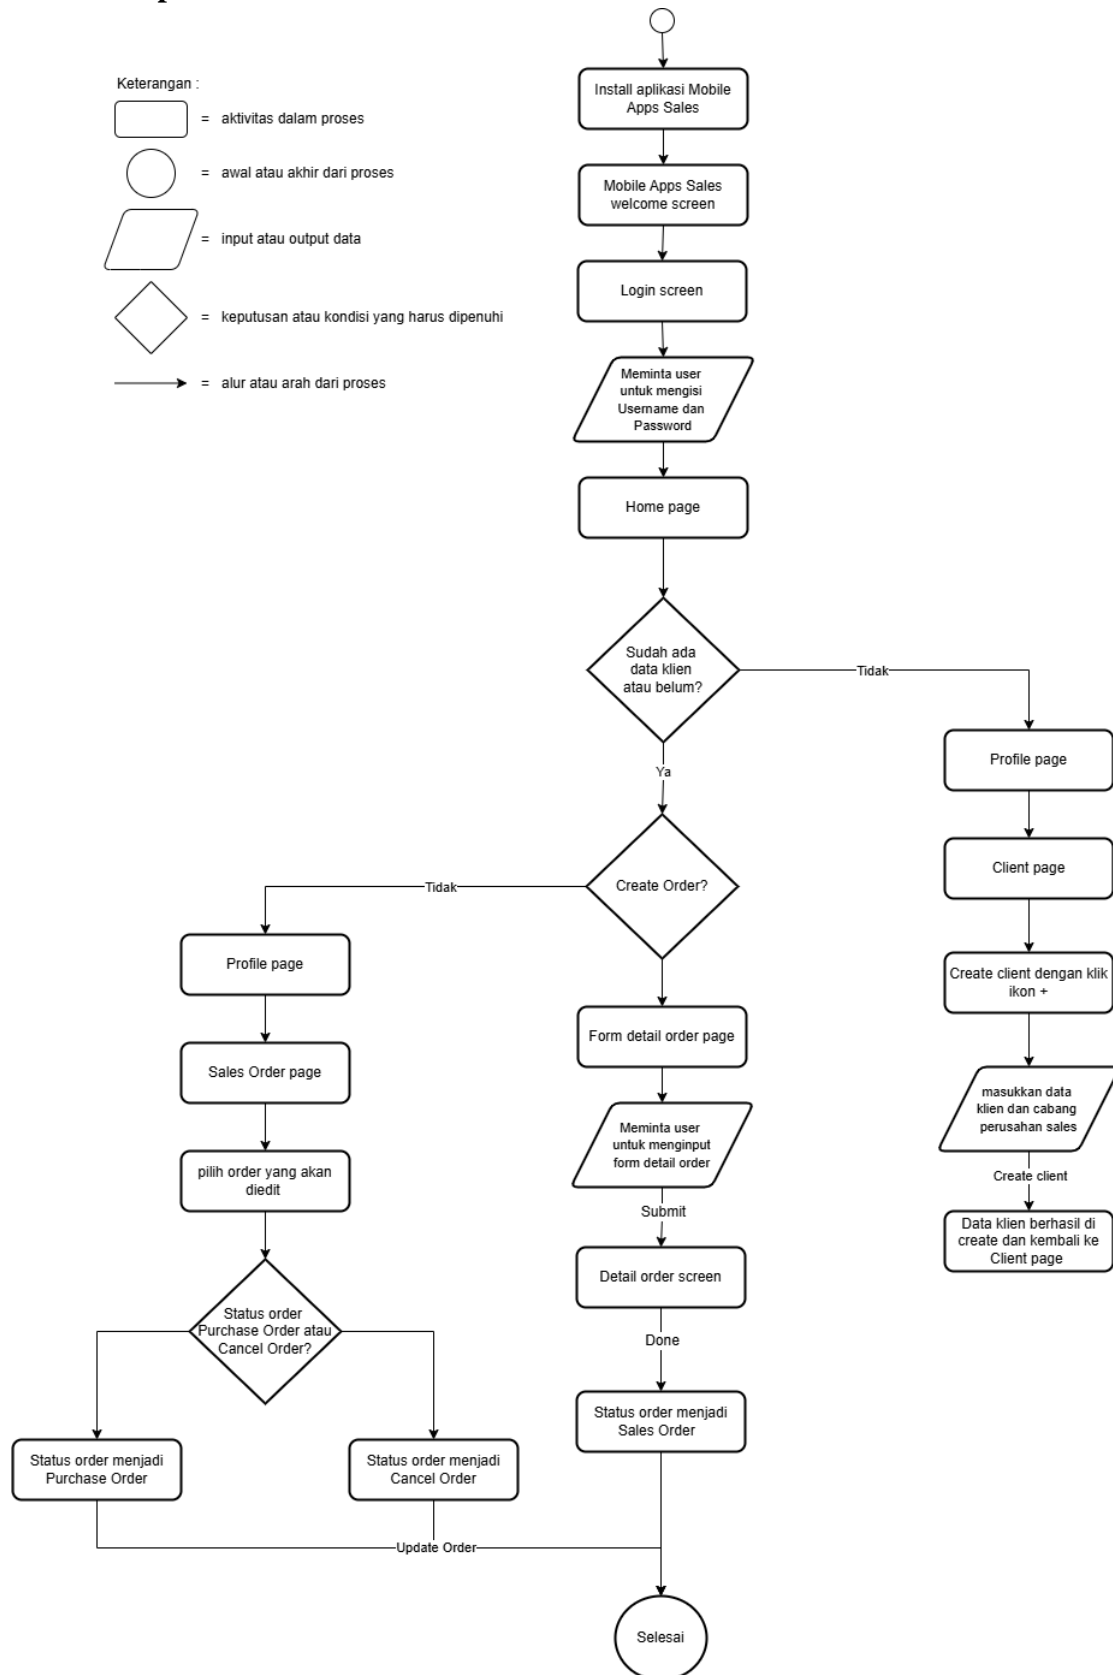 Keterangan :
= aktivitas dalam proses
= awal atau akhir dari proses
= input atau output data
= keputusan atau kondisi yang harus dipenuhi
= alur atau arah dari proses
Install aplikasi Mobile
Apps Sales
Mobile Apps Sales
welcome screen
Login screen
Meminta user
untuk mengisi
Username dan
Password
Home page
Sudah ada
data klien
atau belum?
Tidak
Ya
Profile page
Client page
Create client dengan klik
ikon +
masukkan data
klien dan cabang
perusahan sales
Create client
Data klien berhasil di
create dan kembali ke
Client page
Create Order?
Tidak
Profile page
Sales Order page
pilih order yang akan
diedit
Status order
Purchase Order atau
Cancel Order?
Status order menjadi
Purchase Order
Status order menjadi
Cancel Order
Update Order
Form detail order page
Meminta user
untuk menginput
form detail order
Submit
Detail order screen
Done
Status order menjadi
Sales Order
Selesai